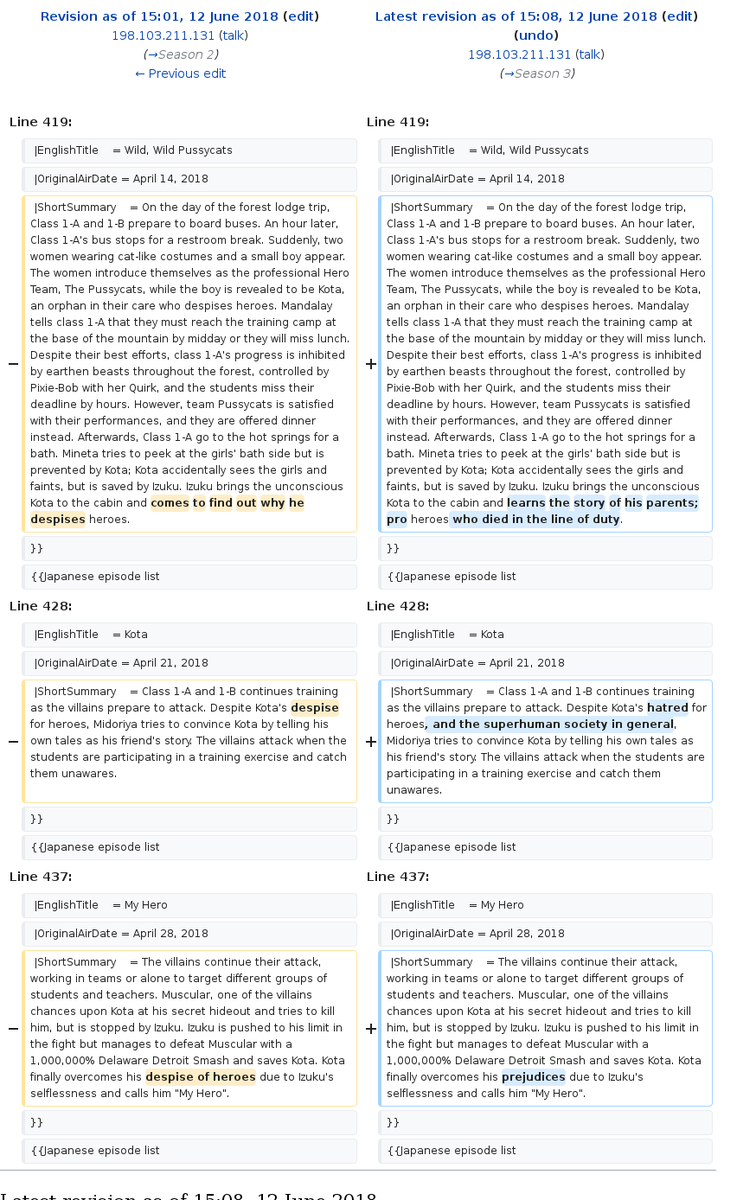 Revision as of 15:01, 12 June 2018 (edit)
198.103.211.131 (talk)
(→Season 2)
← Previous edit
Latest revision as of 15:08, 12 June 2018 (edit)
(undo)
198.103.211.131 (talk)
(→Season 3)
Line 419:
|EnglishTitle = Wild, Wild Pussycats
|OriginalAirDate = April 14, 2018
− |ShortSummary = On the day of the forest lodge trip,
Class 1-A and 1-B prepare to board buses. An hour later,
Class 1-A's bus stops for a restroom break. Suddenly, two
women wearing cat-like costumes and a small boy appear.
The women introduce themselves as the professional Hero
Team, The Pussycats, while the boy is revealed to be Kota,
an orphan in their care who despises heroes. Mandalay
tells class 1-A that they must reach the training camp at
the base of the mountain by midday or they will miss lunch.
Despite their best efforts, class 1-A's progress is inhibited
by earthen beasts throughout the forest, controlled by
Pixie-Bob with her Quirk, and the students miss their
deadline by hours. However, team Pussycats is satisfied
with their performances, and they are offered dinner
instead. Afterwards, Class 1-A go to the hot springs for a
bath. Mineta tries to peek at the girls' bath side but is
prevented by Kota; Kota accidentally sees the girls and
faints, but is saved by Izuku. Izuku brings the unconscious
Kota to the cabin and comes to find out why he
despises heroes.
}}
{{Japanese episode list
Line 419:
|EnglishTitle = Wild, Wild Pussycats
|OriginalAirDate = April 14, 2018
+ |ShortSummary = On the day of the forest lodge trip,
Class 1-A and 1-B prepare to board buses. An hour later,
Class 1-A's bus stops for a restroom break. Suddenly, two
women wearing cat-like costumes and a small boy appear.
The women introduce themselves as the professional Hero
Team, The Pussycats, while the boy is revealed to be Kota,
an orphan in their care who despises heroes. Mandalay
tells class 1-A that they must reach the training camp at
the base of the mountain by midday or they will miss lunch.
Despite their best efforts, class 1-A's progress is inhibited
by earthen beasts throughout the forest, controlled by
Pixie-Bob with her Quirk, and the students miss their
deadline by hours. However, team Pussycats is satisfied
with their performances, and they are offered dinner
instead. Afterwards, Class 1-A go to the hot springs for a
bath. Mineta tries to peek at the girls' bath side but is
prevented by Kota; Kota accidentally sees the girls and
faints, but is saved by Izuku. Izuku brings the unconscious
Kota to the cabin and learns the story of his parents;
pro heroes who died in the line of duty.
}}
{{Japanese episode list
Line 428:
|EnglishTitle = Kota
|OriginalAirDate = April 21, 2018
− |ShortSummary = Class 1-A and 1-B continues training
as the villains prepare to attack. Despite Kota's despise
for heroes, Midoriya tries to convince Kota by telling his
own tales as his friend's story. The villains attack when the
students are participating in a training exercise and catch
them unawares.
}}
{{Japanese episode list
Line 428:
|EnglishTitle = Kota
|OriginalAirDate = April 21, 2018
+ |ShortSummary = Class 1-A and 1-B continues training
as the villains prepare to attack. Despite Kota's hatred for
heroes, and the superhuman society in general,
Midoriya tries to convince Kota by telling his own tales as
his friend's story. The villains attack when the students are
participating in a training exercise and catch them
unawares.
}}
{{Japanese episode list
Line 437:
|EnglishTitle = My Hero
|OriginalAirDate = April 28, 2018
− |ShortSummary = The villains continue their attack,
working in teams or alone to target different groups of
students and teachers. Muscular, one of the villains
chances upon Kota at his secret hideout and tries to kill
him, but is stopped by Izuku. Izuku is pushed to his limit in
the fight but manages to defeat Muscular with a
1,000,000% Delaware Detroit Smash and saves Kota. Kota
finally overcomes his despise of heroes due to Izuku's
selflessness and calls him "My Hero".
}}
{{Japanese episode list
Line 437:
|EnglishTitle = My Hero
|OriginalAirDate = April 28, 2018
+ |ShortSummary = The villains continue their attack,
working in teams or alone to target different groups of
students and teachers. Muscular, one of the villains
chances upon Kota at his secret hideout and tries to kill
him, but is stopped by Izuku. Izuku is pushed to his limit in
the fight but manages to defeat Muscular with a
1,000,000% Delaware Detroit Smash and saves Kota. Kota
finally overcomes his prejudices due to Izuku's
selflessness and calls him "My Hero".
}}
{{Japanese episode list
Latest revision as of 15:08, 12 June 2018